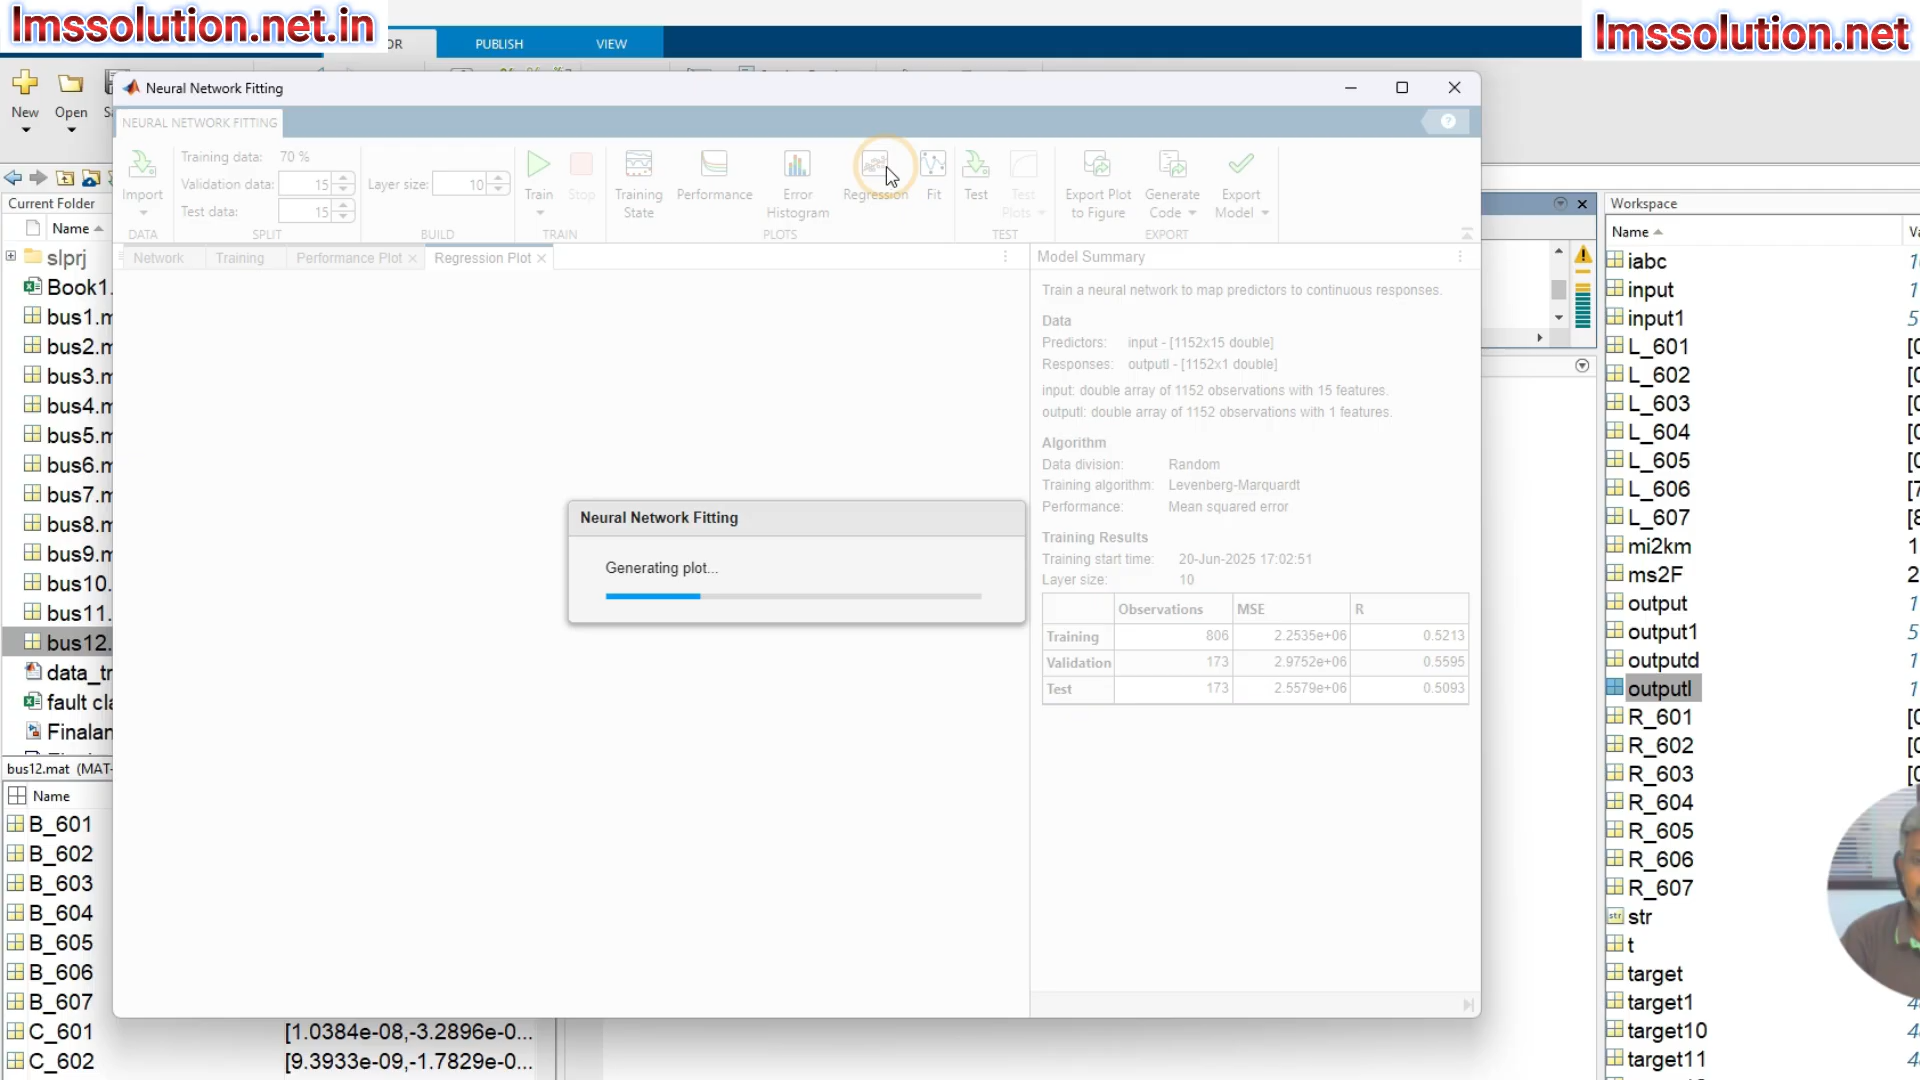 lmssolution.net.in
lmssolution.net
OR
PUBLISH
VIEW
New
Open
Neural Network Fitting
NEURAL NETWORK FITTING
?
Import
DATA
Training data: 70 %
Validation data: 15
Test data: 15
SPLIT
Layer size: 10
BUILD
Train
Stop
TRAIN
Training State
Performance
Error Histogram
Regression
Fit
PLOTS
Test
Test Plots
TEST
Export Plot to Figure
Generate Code
Export Model
EXPORT
Current Folder
Name
slprj
Book1.
bus1.m
bus2.m
bus3.m
bus4.m
bus5.m
bus6.m
bus7.m
bus8.m
bus9.m
bus10.
bus11.
bus12.
data_tr
fault cla
Finalan
bus12.mat (MAT-
Name
B_601
B_602
B_603
B_604
B_605
B_606
B_607
C_601 [1.0384e-08,-3.2896e-0...
C_602 [9.3933e-09,-1.7829e-0...
Network
Training
Performance Plot
Regression Plot
Neural Network Fitting
Generating plot...
Model Summary
Train a neural network to map predictors to continuous responses.
Data
Predictors: input - [1152x15 double]
Responses: outputl - [1152x1 double]
input: double array of 1152 observations with 15 features.
outputl: double array of 1152 observations with 1 features.
Algorithm
Data division: Random
Training algorithm: Levenberg-Marquardt
Performance: Mean squared error
Training Results
Training start time: 20-Jun-2025 17:02:51
Layer size: 10
Observations MSE R
Training 806 2.2535e+06 0.5213
Validation 173 2.9752e+06 0.5595
Test 173 2.5579e+06 0.5093
Workspace
Name
iabc
input
input1
L_601
L_602
L_603
L_604
L_605
L_606
L_607
mi2km
ms2F
output
output1
outputd
outputl
R_601
R_602
R_603
R_604
R_605
R_606
R_607
str
t
target
target1
target10
target11